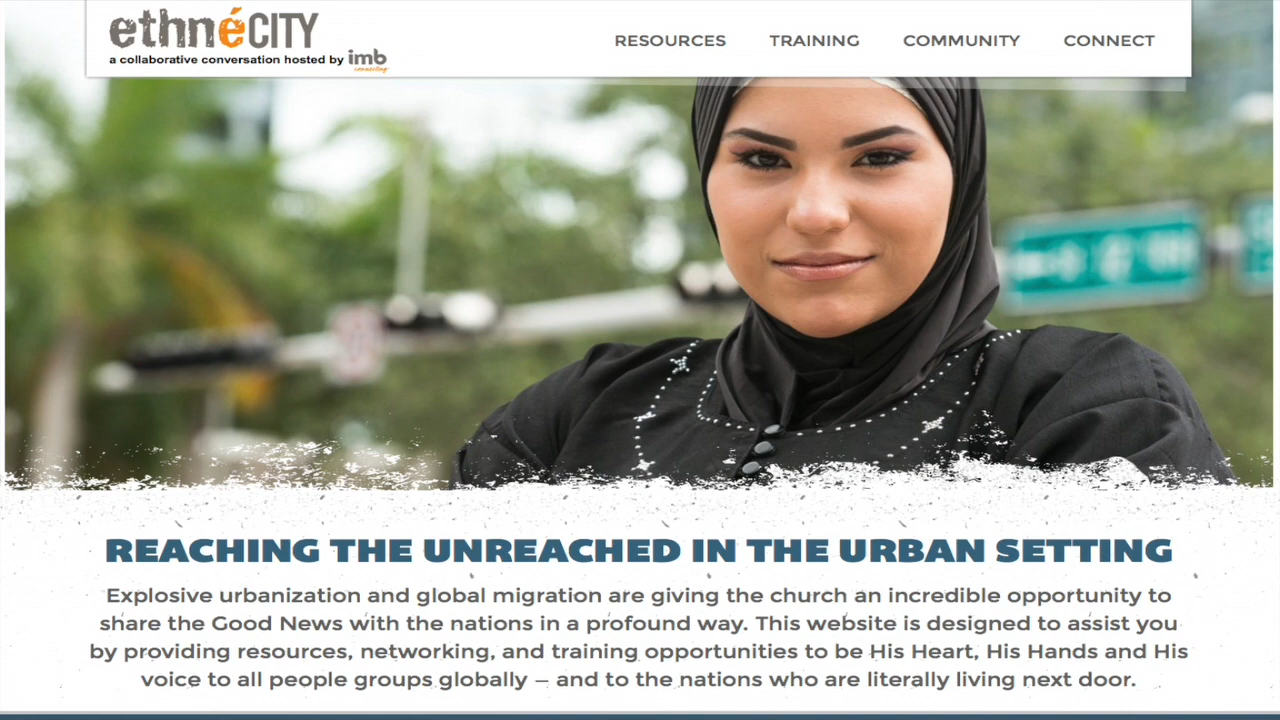 ethnéCITY
a collaborative conversation hosted by imb
connecting
RESOURCES TRAINING COMMUNITY CONNECT
REACHING THE UNREACHED IN THE URBAN SETTING
Explosive urbanization and global migration are giving the church an incredible opportunity to
share the Good News with the nations in a profound way. This website is designed to assist you
by providing resources, networking, and training opportunities to be His Heart, His Hands and His
voice to all people groups globally — and to the nations who are literally living next door.